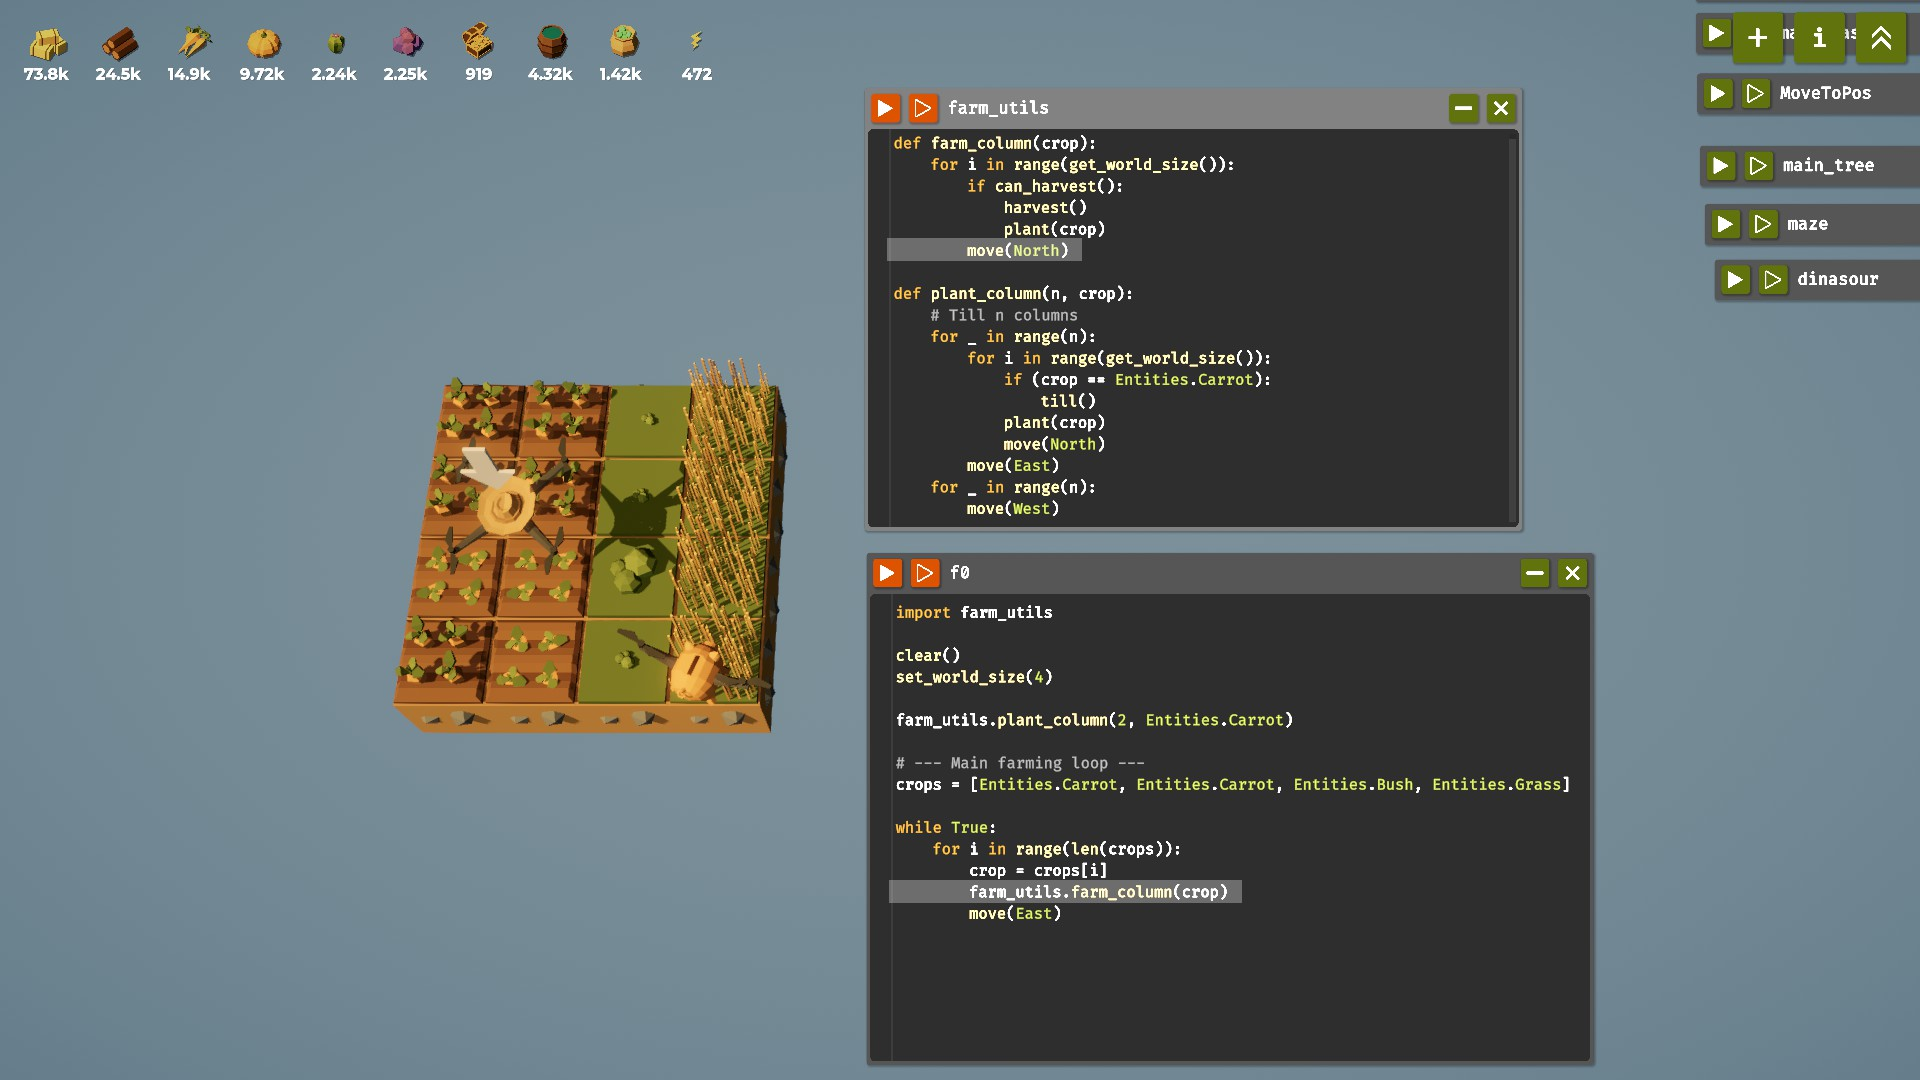 73.8k 24.5k 14.9k 9.72k 2.24k 2.25k 919 4.32k 1.42k 472
MoveToPos
main_tree
maze
dinasour
farm_utils
def farm_column(crop):
    for i in range(get_world_size()):
        if can_harvest():
            harvest()
            plant(crop)
        move(North)
def plant_column(n, crop):
    # Till n columns
    for _ in range(n):
        for i in range(get_world_size()):
            if (crop == Entities.Carrot):
                till()
            plant(crop)
            move(North)
        move(East)
    for _ in range(n):
        move(West)
f0
import farm_utils
clear()
set_world_size(4)
farm_utils.plant_column(2, Entities.Carrot)
# --- Main farming loop ---
crops = [Entities.Carrot, Entities.Carrot, Entities.Bush, Entities.Grass]
while True:
    for i in range(len(crops)):
        crop = crops[i]
        farm_utils.farm_column(crop)
        move(East)